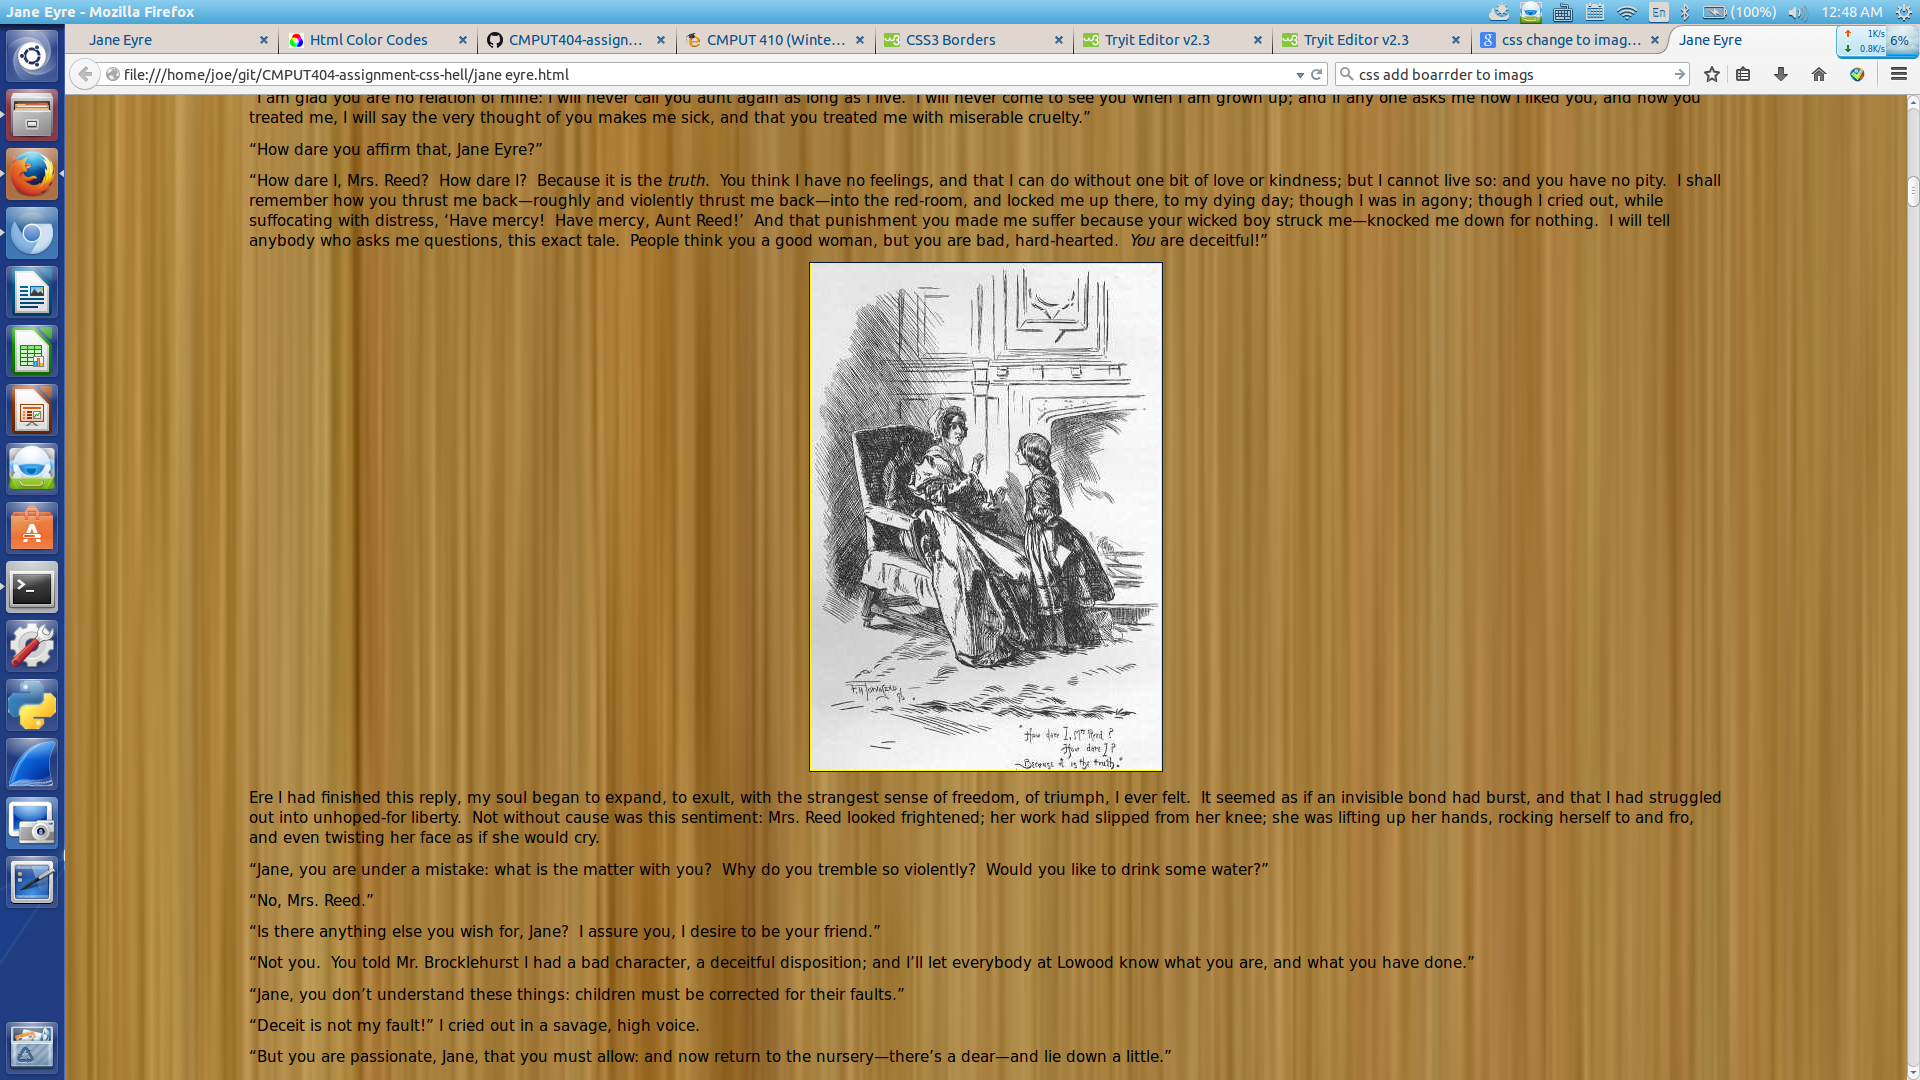 Jane Eyre - Mozilla Firefox
En
(100%)
12:48 AM
Jane Eyre
Html Color Codes
CMPUT404-assign...
CMPUT 410 (Winte...
CSS3 Borders
Tryit Editor v2.3
Tryit Editor v2.3
css change to imag...
Jane Eyre
1K/s
0.8K/s
6%
file:///home/joe/git/CMPUT404-assignment-css-hell/jane eyre.html
css add boarrder to imags
“I am glad you are no relation of mine: I will never call you aunt again as long as I live.  I will never come to see you when I am grown up; and if any one asks me how I liked you, and how you
treated me, I will say the very thought of you makes me sick, and that you treated me with miserable cruelty.”
“How dare you affirm that, Jane Eyre?”
“How dare I, Mrs. Reed?  How dare I?  Because it is the truth.  You think I have no feelings, and that I can do without one bit of love or kindness; but I cannot live so: and you have no pity.  I shall
remember how you thrust me back—roughly and violently thrust me back—into the red-room, and locked me up there, to my dying day; though I was in agony; though I cried out, while
suffocating with distress, ‘Have mercy!  Have mercy, Aunt Reed!’  And that punishment you made me suffer because your wicked boy struck me—knocked me down for nothing.  I will tell
anybody who asks me questions, this exact tale.  People think you a good woman, but you are bad, hard-hearted.  You are deceitful!”
F. H. Townsend
"How dare I, Mrs Reed?
How dare I?
Because it is the truth."
Ere I had finished this reply, my soul began to expand, to exult, with the strangest sense of freedom, of triumph, I ever felt.  It seemed as if an invisible bond had burst, and that I had struggled
out into unhoped-for liberty.  Not without cause was this sentiment: Mrs. Reed looked frightened; her work had slipped from her knee; she was lifting up her hands, rocking herself to and fro,
and even twisting her face as if she would cry.
“Jane, you are under a mistake: what is the matter with you?  Why do you tremble so violently?  Would you like to drink some water?”
“No, Mrs. Reed.”
“Is there anything else you wish for, Jane?  I assure you, I desire to be your friend.”
“Not you.  You told Mr. Brocklehurst I had a bad character, a deceitful disposition; and I’ll let everybody at Lowood know what you are, and what you have done.”
“Jane, you don’t understand these things: children must be corrected for their faults.”
“Deceit is not my fault!” I cried out in a savage, high voice.
“But you are passionate, Jane, that you must allow: and now return to the nursery—there’s a dear—and lie down a little.”